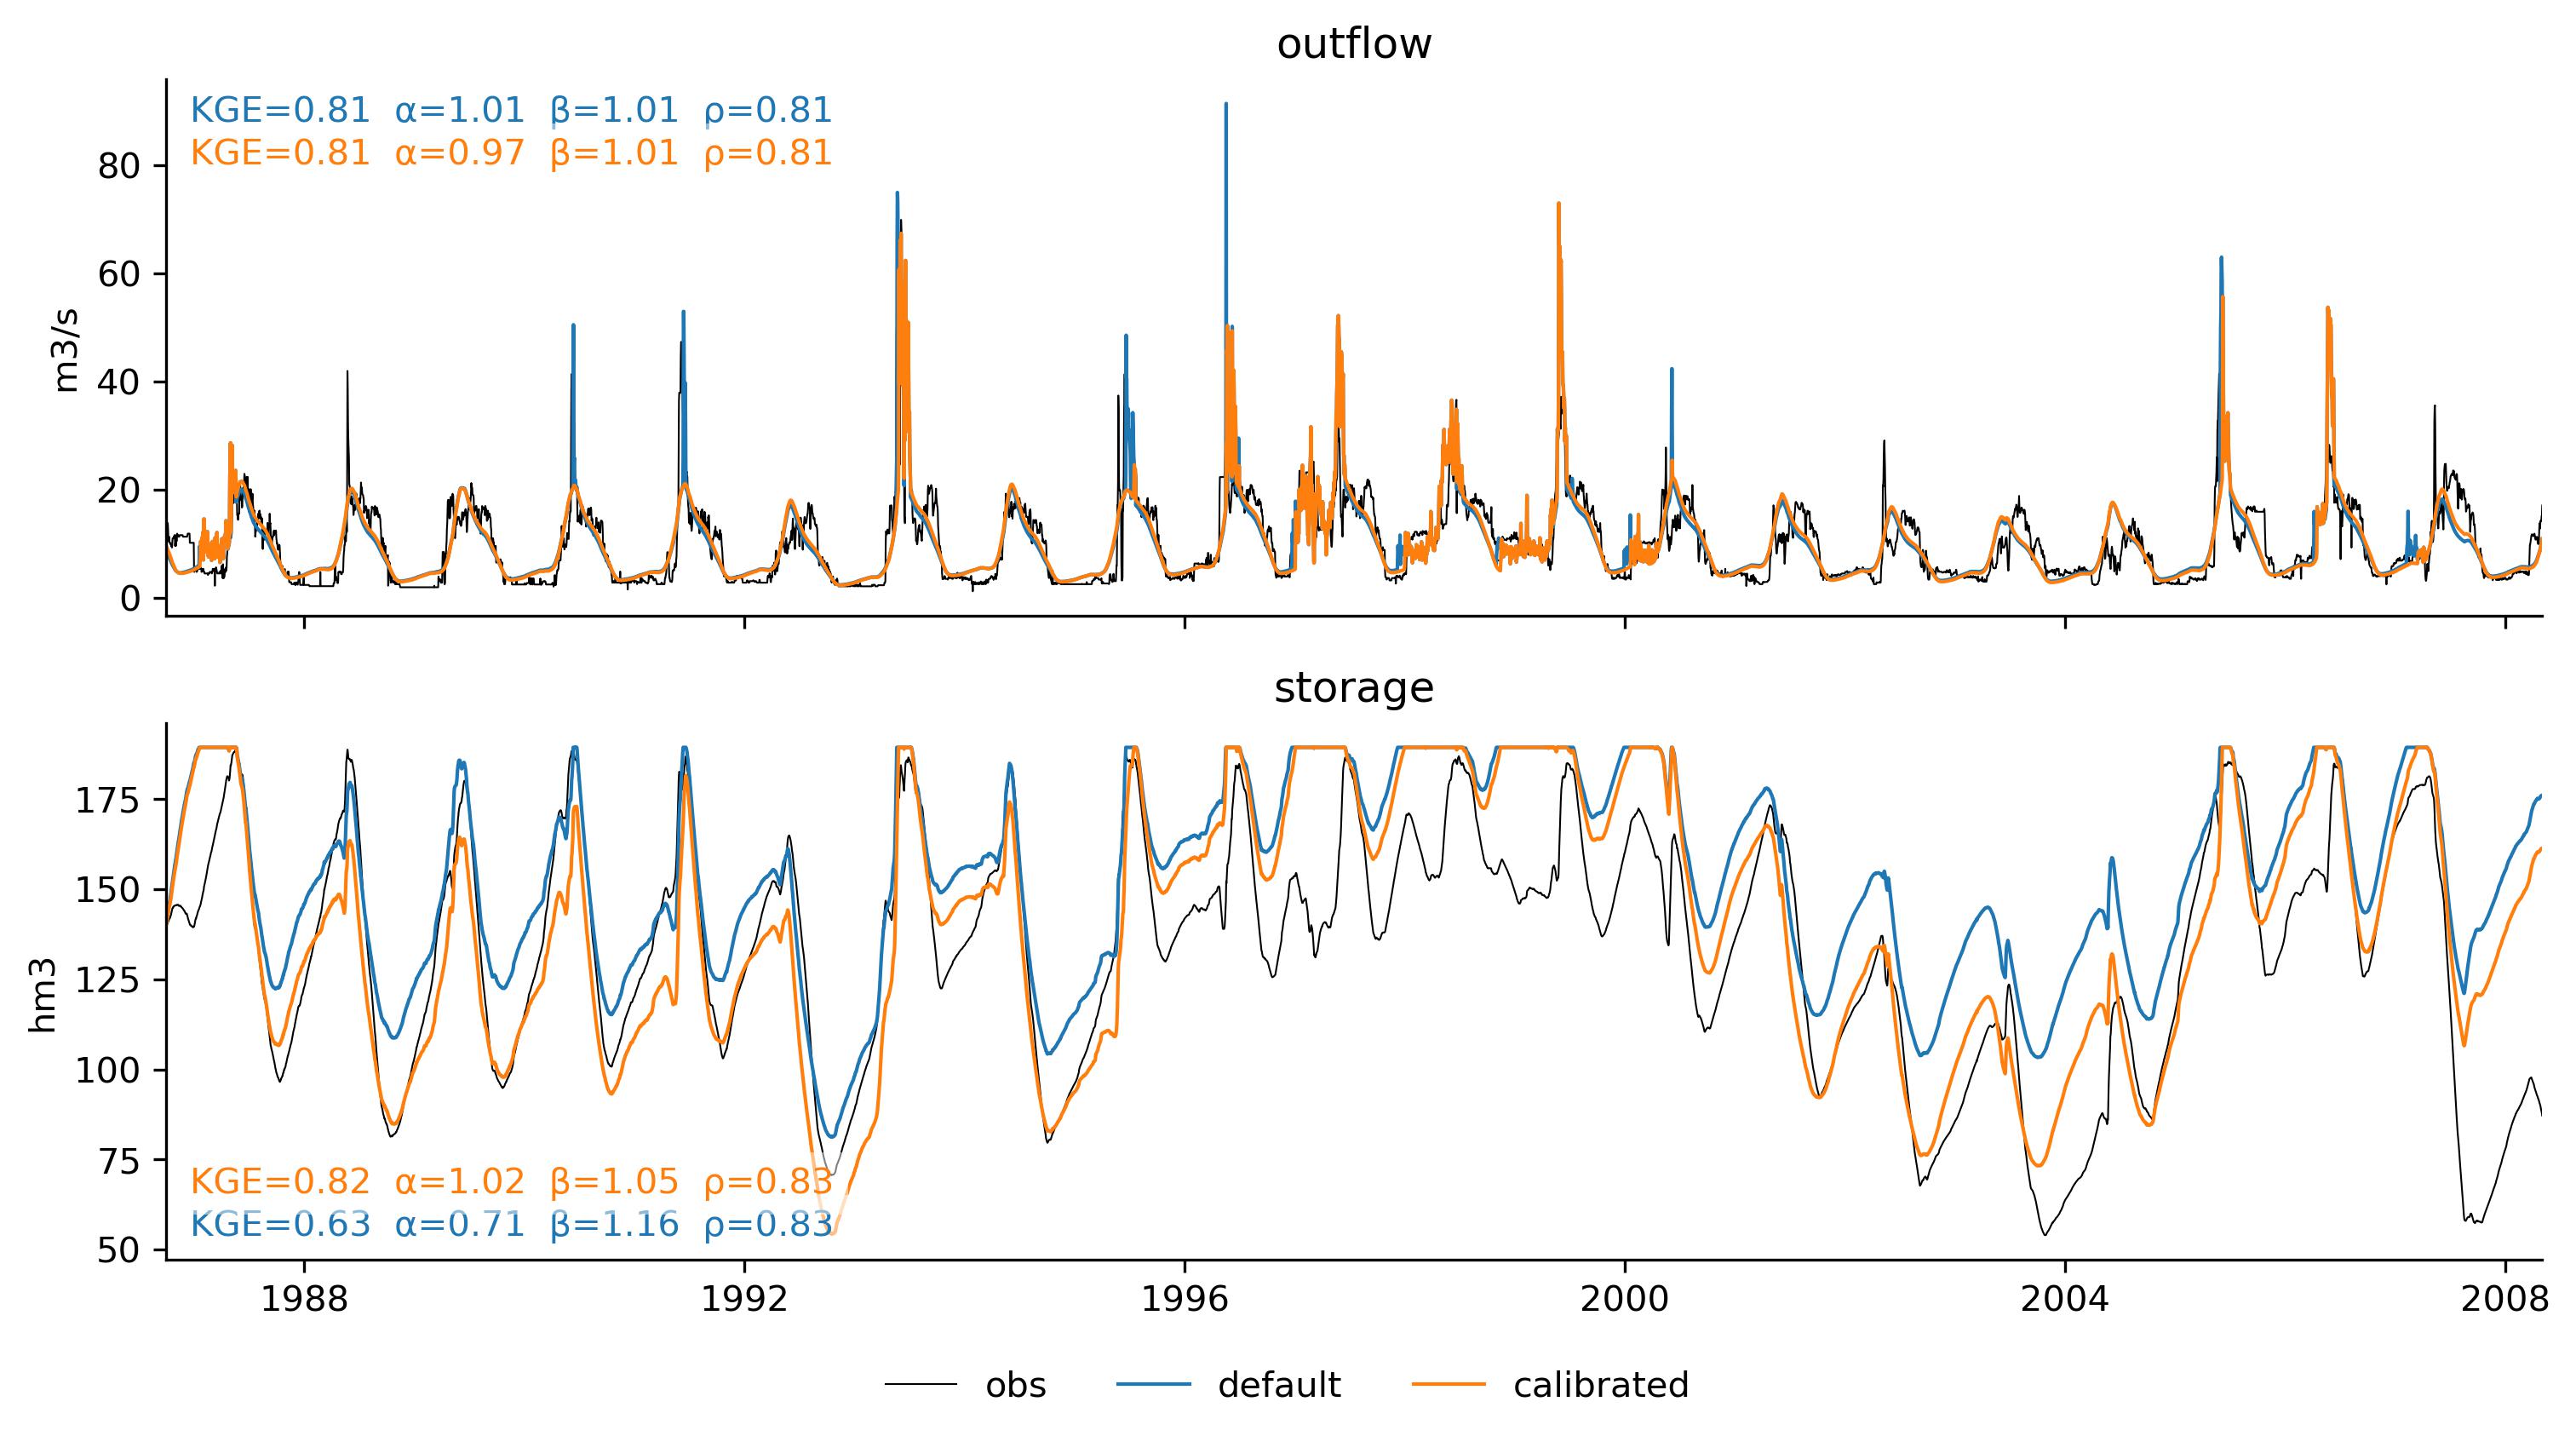 outflow
KGE=0.81 α=1.01 β=1.01 ρ=0.81
KGE=0.81 α=0.97 β=1.01 ρ=0.81
80
60
40
20
0
m3/s
storage
175
150
125
100
75
50
hm3
KGE=0.82 α=1.02 β=1.05 ρ=0.83
KGE=0.63 α=0.71 β=1.16 ρ=0.83
1988 1992 1996 2000 2004 2008
obs default calibrated